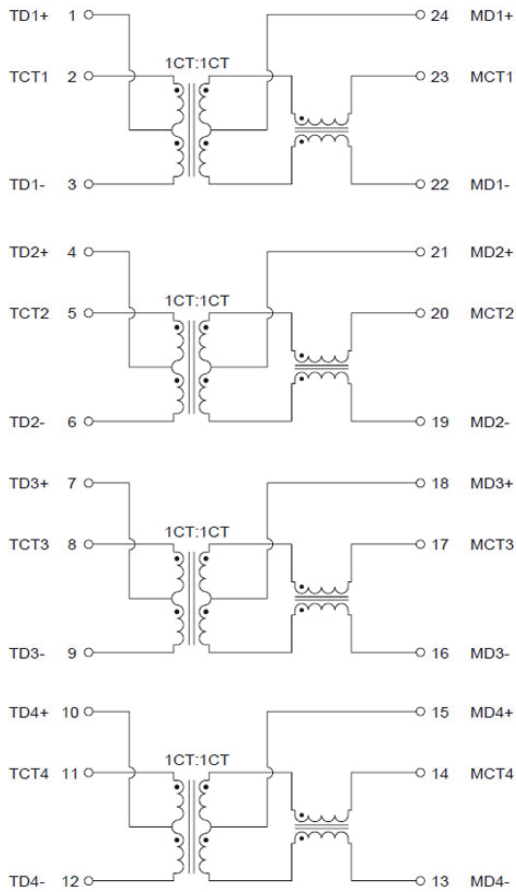 TD1+ 1 24 MD1+
1CT:1CT
TCT1 2 23 MCT1
TD1- 3 22 MD1-
TD2+ 4 21 MD2+
1CT:1CT
TCT2 5 20 MCT2
TD2- 6 19 MD2-
TD3+ 7 18 MD3+
1CT:1CT
TCT3 8 17 MCT3
TD3- 9 16 MD3-
TD4+ 10 15 MD4+
1CT:1CT
TCT4 11 14 MCT4
TD4- 12 13 MD4-